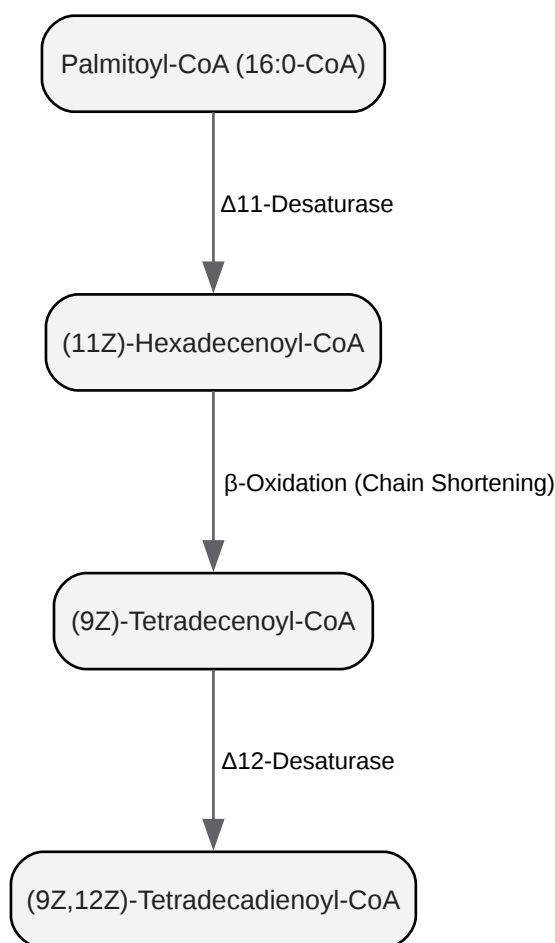 Palmitoyl-CoA (16:0-CoA)
Δ11-Desaturase
(11Z)-Hexadecenoyl-CoA
β-Oxidation (Chain Shortening)
(9Z)-Tetradecenoyl-CoA
Δ12-Desaturase
(9Z,12Z)-Tetradecadienoyl-CoA